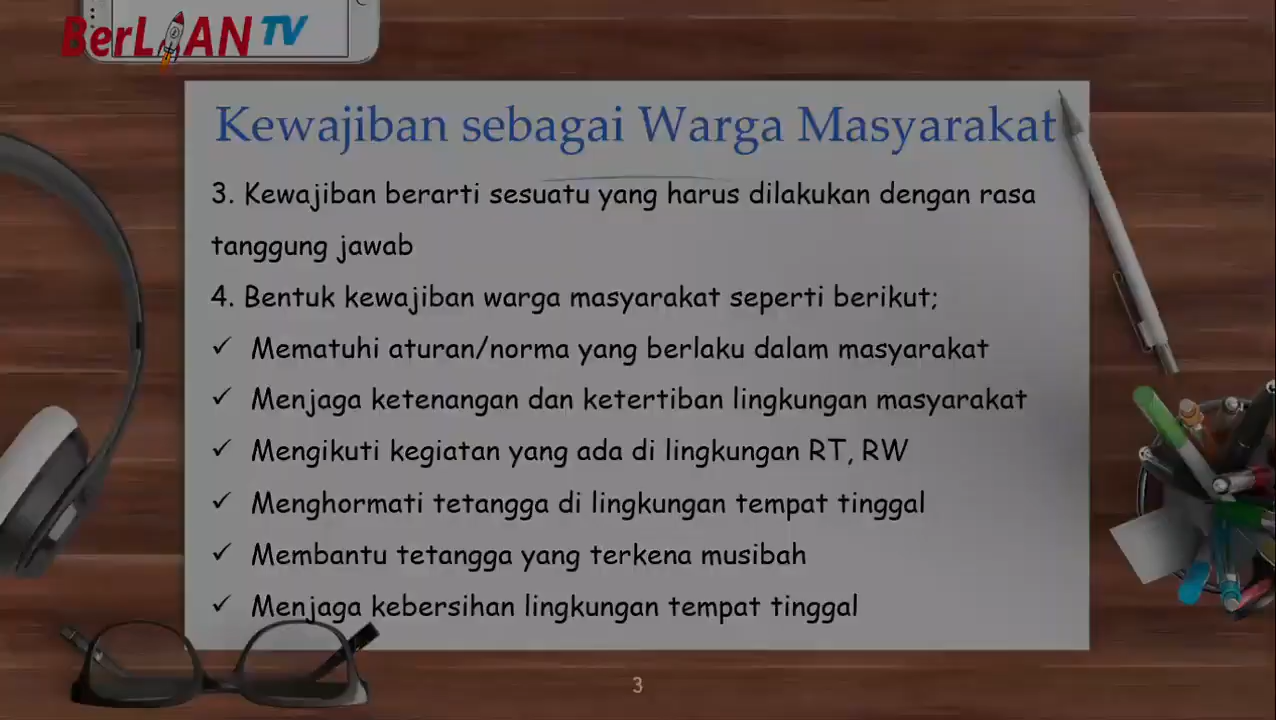 BerLIAN TV
Kewajiban sebagai Warga Masyarakat
3. Kewajiban berarti sesuatu yang harus dilakukan dengan rasa
tanggung jawab
4. Bentuk kewajiban warga masyarakat seperti berikut;
✓ Mematuhi aturan/norma yang berlaku dalam masyarakat
✓ Menjaga ketenangan dan ketertiban lingkungan masyarakat
✓ Mengikuti kegiatan yang ada di lingkungan RT, RW
✓ Menghormati tetangga di lingkungan tempat tinggal
✓ Membantu tetangga yang terkena musibah
✓ Menjaga kebersihan lingkungan tempat tinggal
3